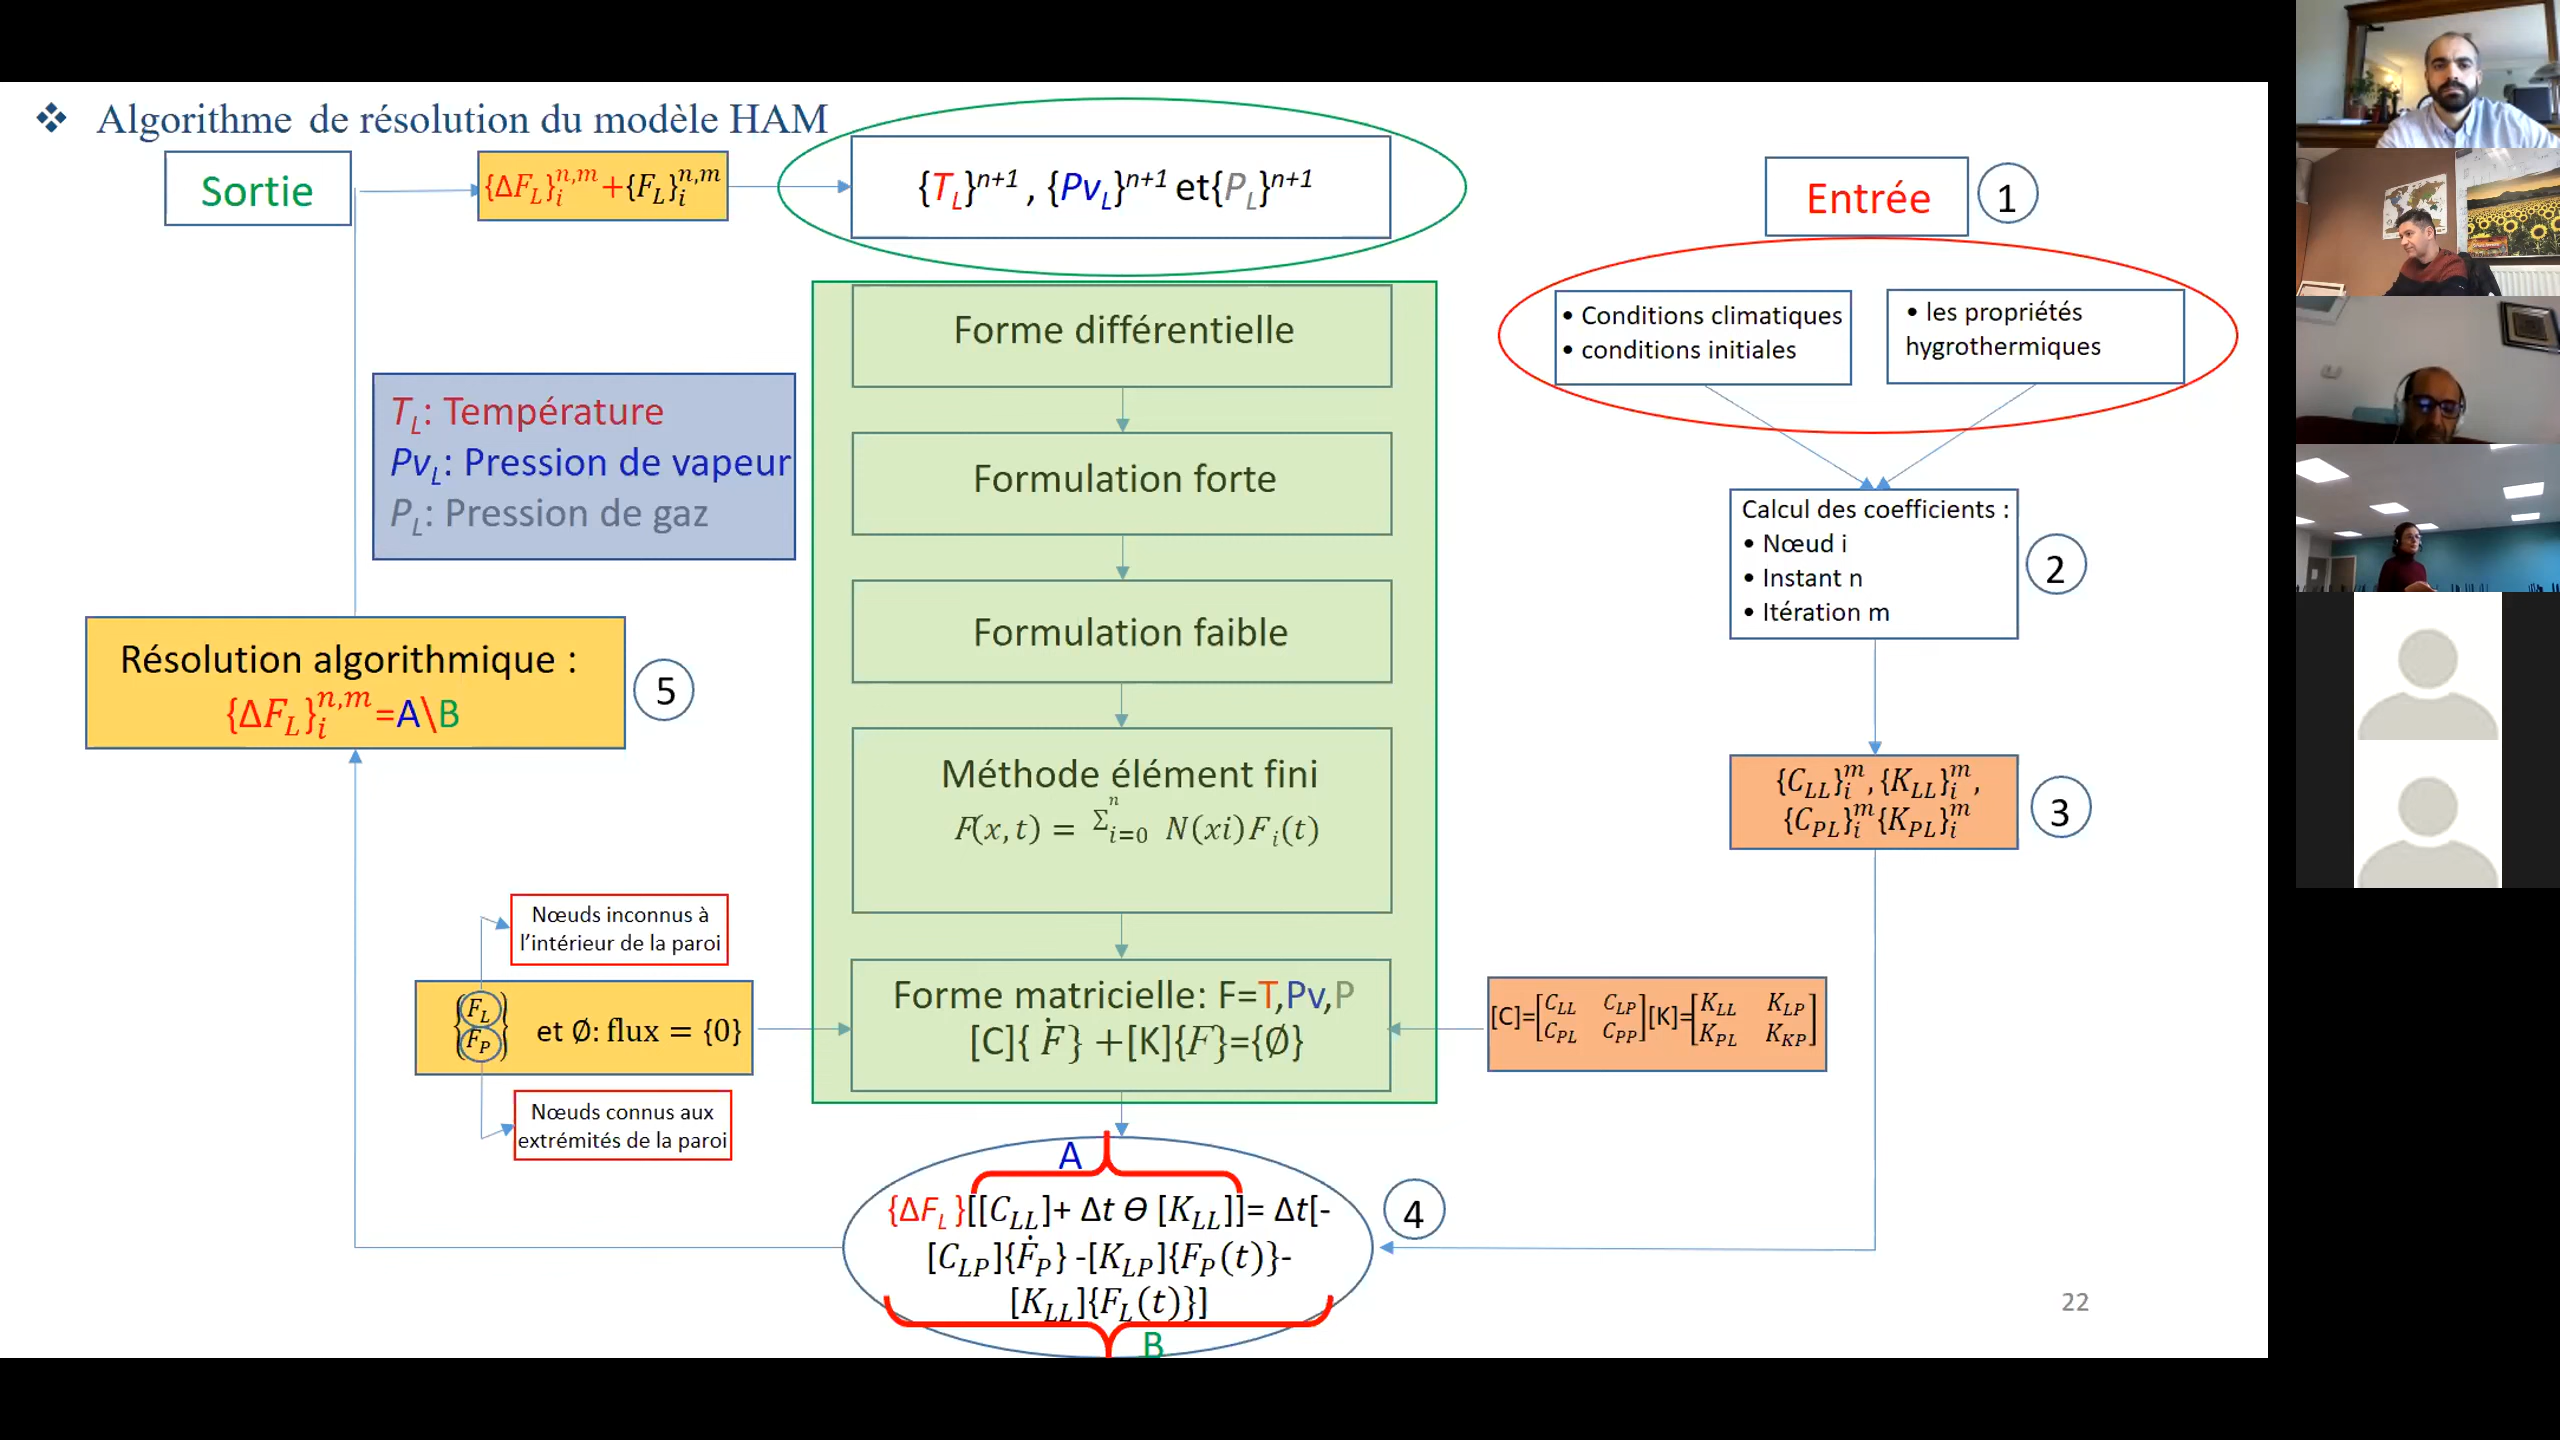 ❖ Algorithme de résolution du modèle HAM
Sortie
{ΔF_L}_i^{n,m}+{F_L}_i^{n,m}
{T_L}^{n+1} , {Pv_L}^{n+1} et{P_L}^{n+1}
Entrée
1
• Conditions climatiques
• conditions initiales
• les propriétés
hygrothermiques
T_L: Température
Pv_L: Pression de vapeur
P_L: Pression de gaz
Forme différentielle
Formulation forte
Formulation faible
Méthode élément fini
F(x,t) = Σ_{i=0}^{n} N(xi)F_i(t)
Calcul des coefficients :
• Nœud i
• Instant n
• Itération m
2
{C_LL}_i^m,{K_LL}_i^m,
{C_PL}_i^m{K_PL}_i^m
3
Résolution algorithmique :
{ΔF_L}_i^{n,m}=A\B
5
Nœuds inconnus à
l’intérieur de la paroi
{F_L F_P} et Ø: flux = {0}
Nœuds connus aux
extrémités de la paroi
Forme matricielle: F=T,Pv,P
[C]{Ḟ} +[K]{F}={Ø}
[C]=[C_LL C_LP
C_PL C_PP][K]=[K_LL K_LP
K_PL K_KP]
A
{ΔF_L}[[C_LL]+ Δt Ө [K_LL]]= Δt[-
[C_LP]{Ḟ_P} -[K_LP]{F_P(t)}-
[K_LL]{F_L(t)}]
B
4
22